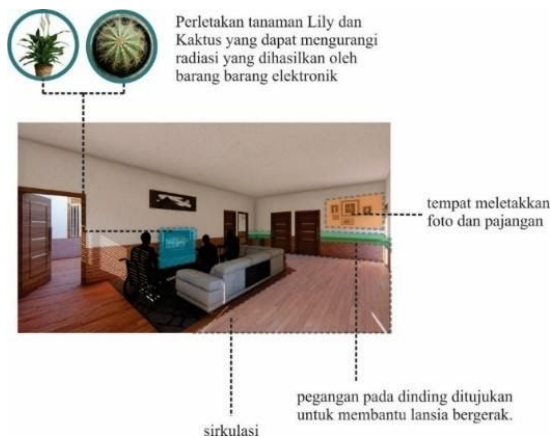 Perletakan tanaman Lily dan
Kaktus yang dapat mengurangi
radiasi yang dihasilkan oleh
barang barang elektronik
tempat meletakkan
foto dan pajangan
pegangan pada dinding ditujukan
untuk membantu lansia bergerak.
sirkulasi